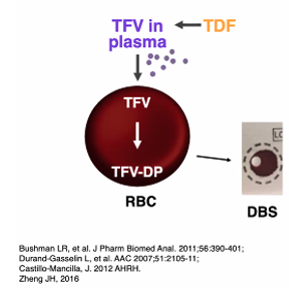 TFV in plasma
TDF
TFV
TFV-DP
RBC
DBS
Bushman LR, et al. J Pharm Biomed Anal. 2011;56:390-401;
Durand-Gasselin L, et al. AAC 2007;51:2105-11;
Castillo-Mancilla, J. 2012 AHRH.
Zheng JH, 2016